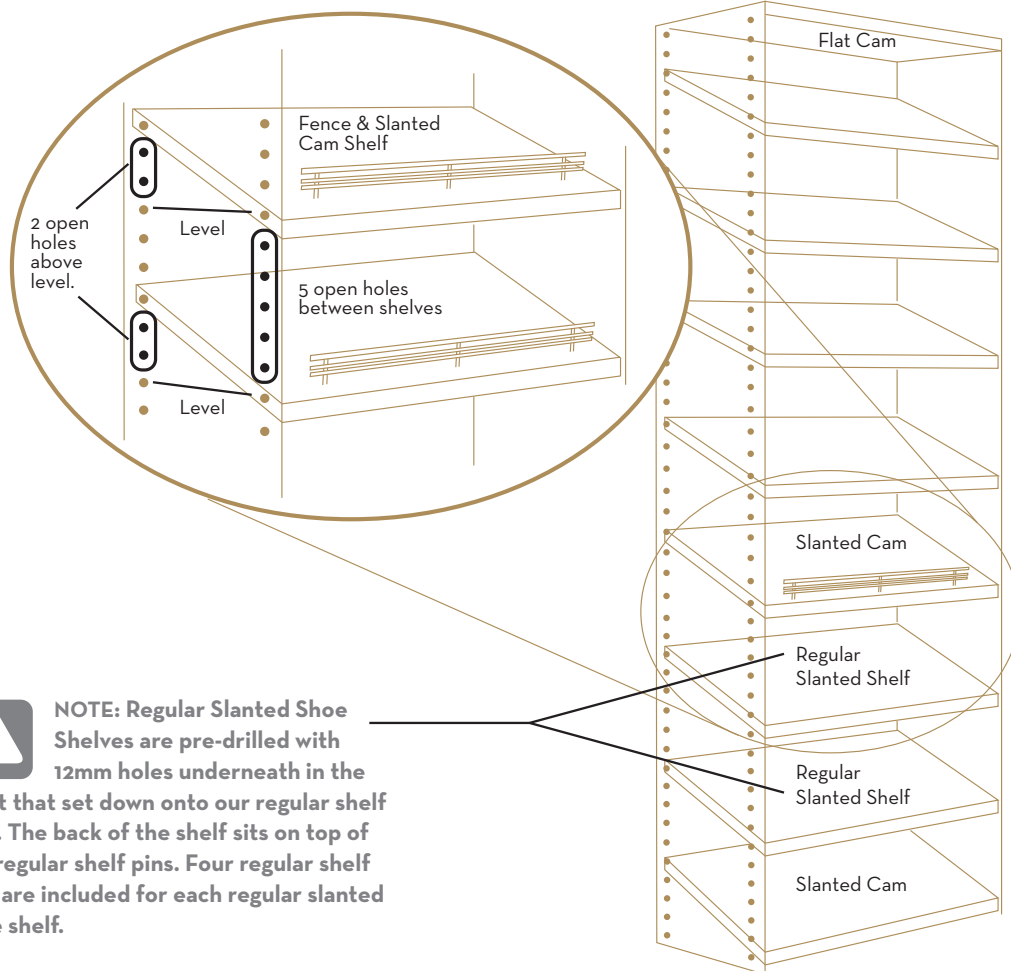 Flat Cam
Fence & Slanted
Cam Shelf
2 open
holes
above
level.
Level
5 open holes
between shelves
Level
Slanted Cam
Regular
Slanted Shelf
NOTE: Regular Slanted Shoe
Shelves are pre-drilled with
12mm holes underneath in the
that set down onto our regular shelf
The back of the shelf sits on top of
regular shelf pins. Four regular shelf
are included for each regular slanted
shelf.
Regular
Slanted Shelf
Slanted Cam